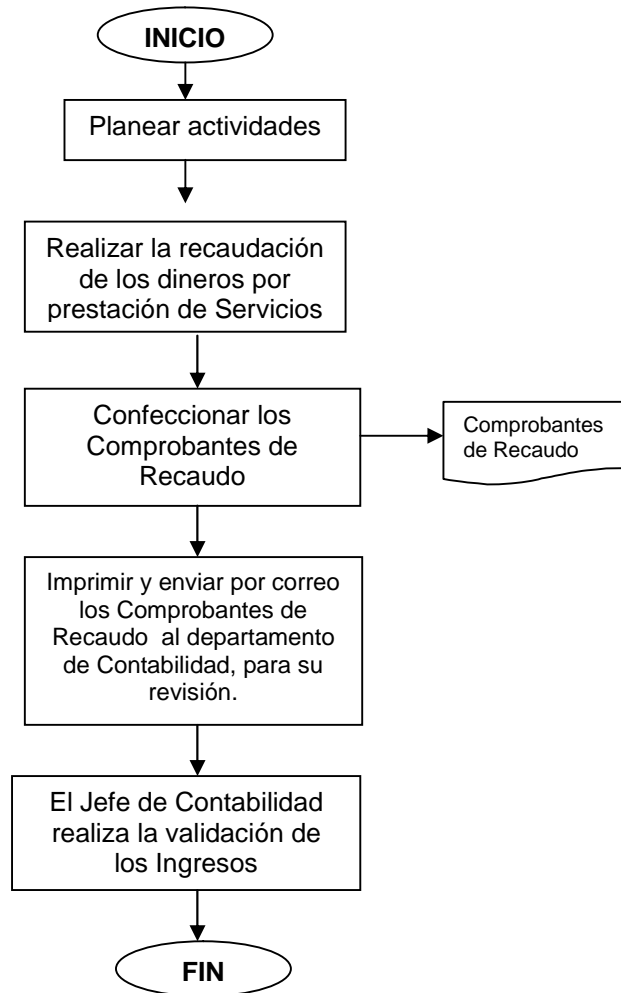 INICIO
Planear actividades
Realizar la recaudación
de los dineros por
prestación de Servicios
Confeccionar los
Comprobantes de
Recaudo
Comprobantes
de Recaudo
Imprimir y enviar por correo
los Comprobantes de
Recaudo al departamento
de Contabilidad, para su
revisión.
El Jefe de Contabilidad
realiza la validación de
los Ingresos
FIN